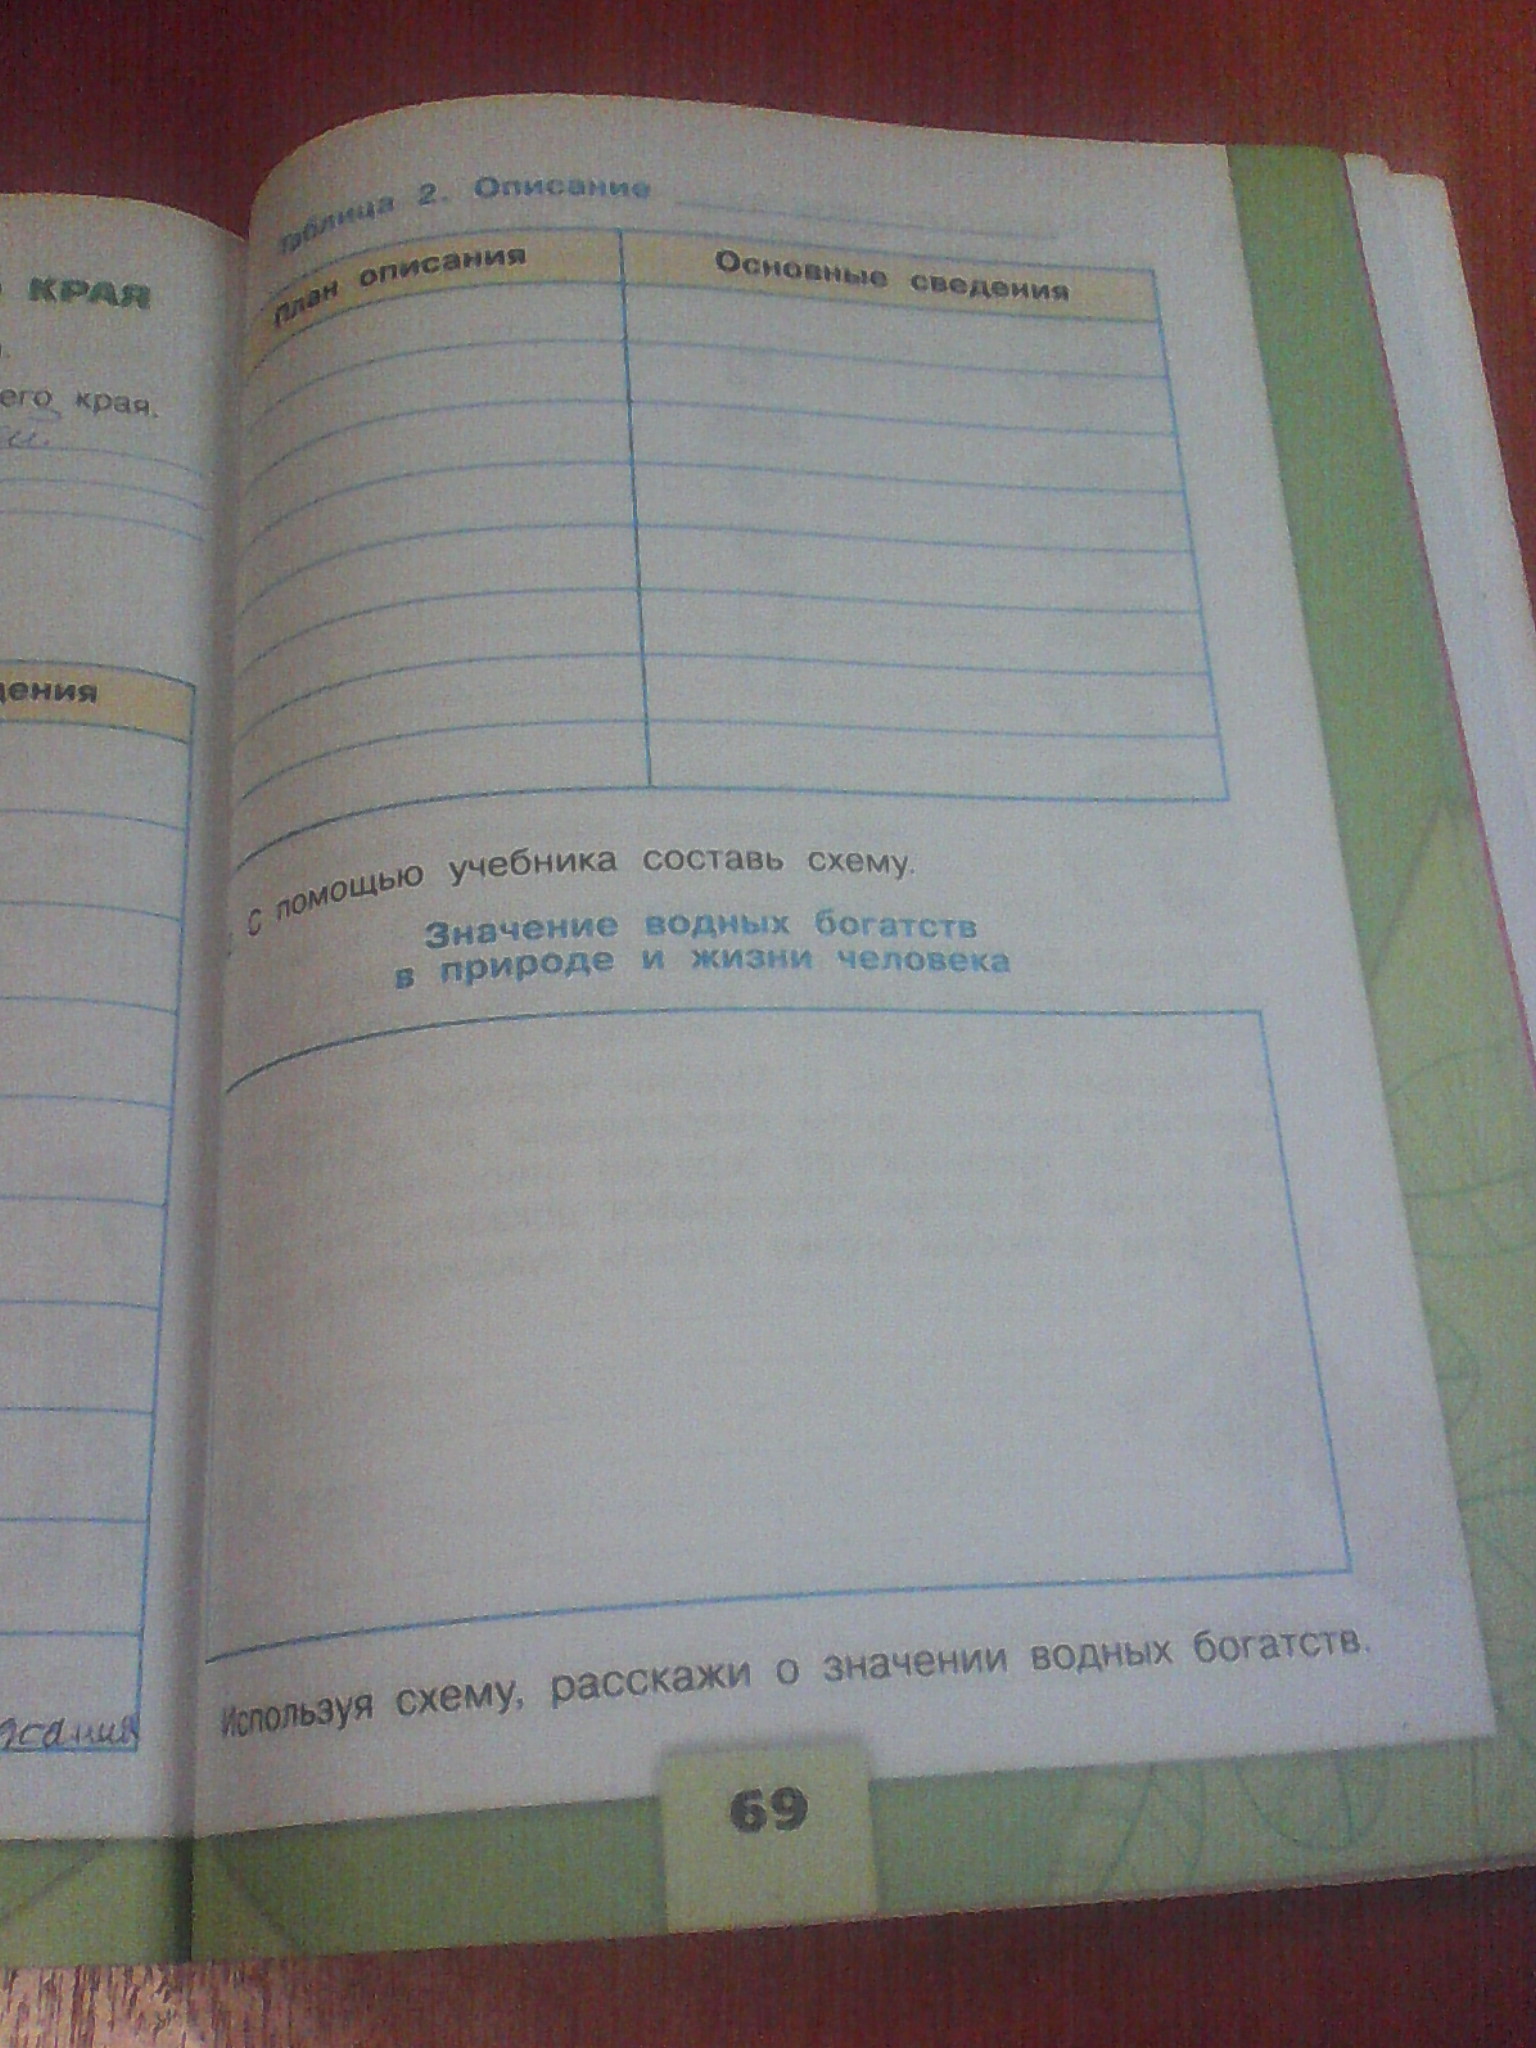 КРАЯ
его края.
дения
Таблица 2. Описание
План описания
Основные сведения
С помощью учебника составь схему.
Значение водных богатств
в природе и жизни человека
Используя схему, расскажи о значении водных богатств.
69